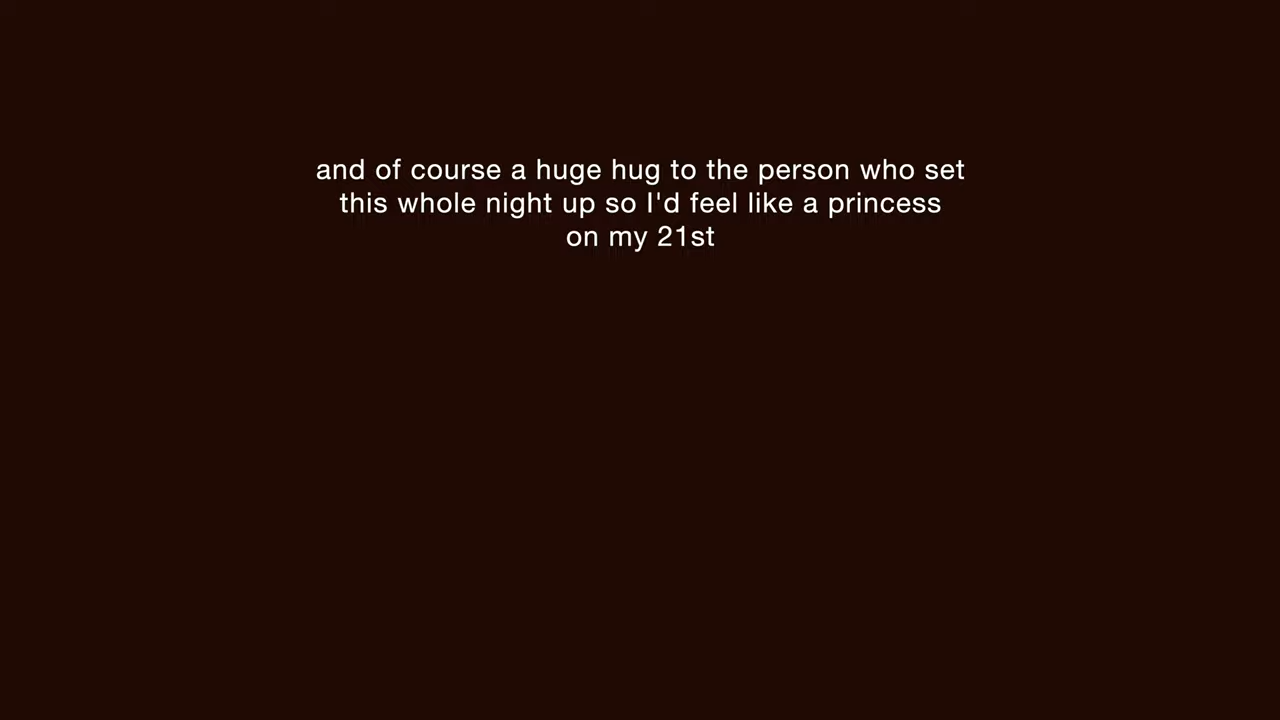 and of course a huge hug to the person who set
this whole night up so I'd feel like a princess
on my 21st